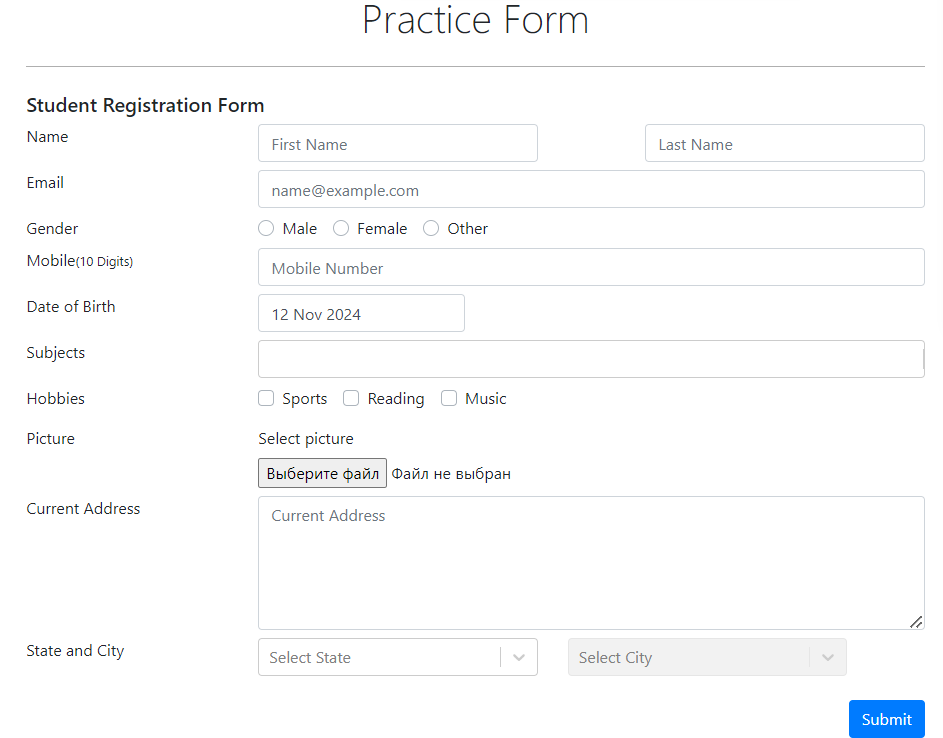 Practice Form
Student Registration Form
Name First Name Last Name
Email name@example.com
Gender Male Female Other
Mobile(10 Digits) Mobile Number
Date of Birth 12 Nov 2024
Subjects
Hobbies Sports Reading Music
Picture Select picture
Выберите файл Файл не выбран
Current Address Current Address
State and City Select State Select City
Submit